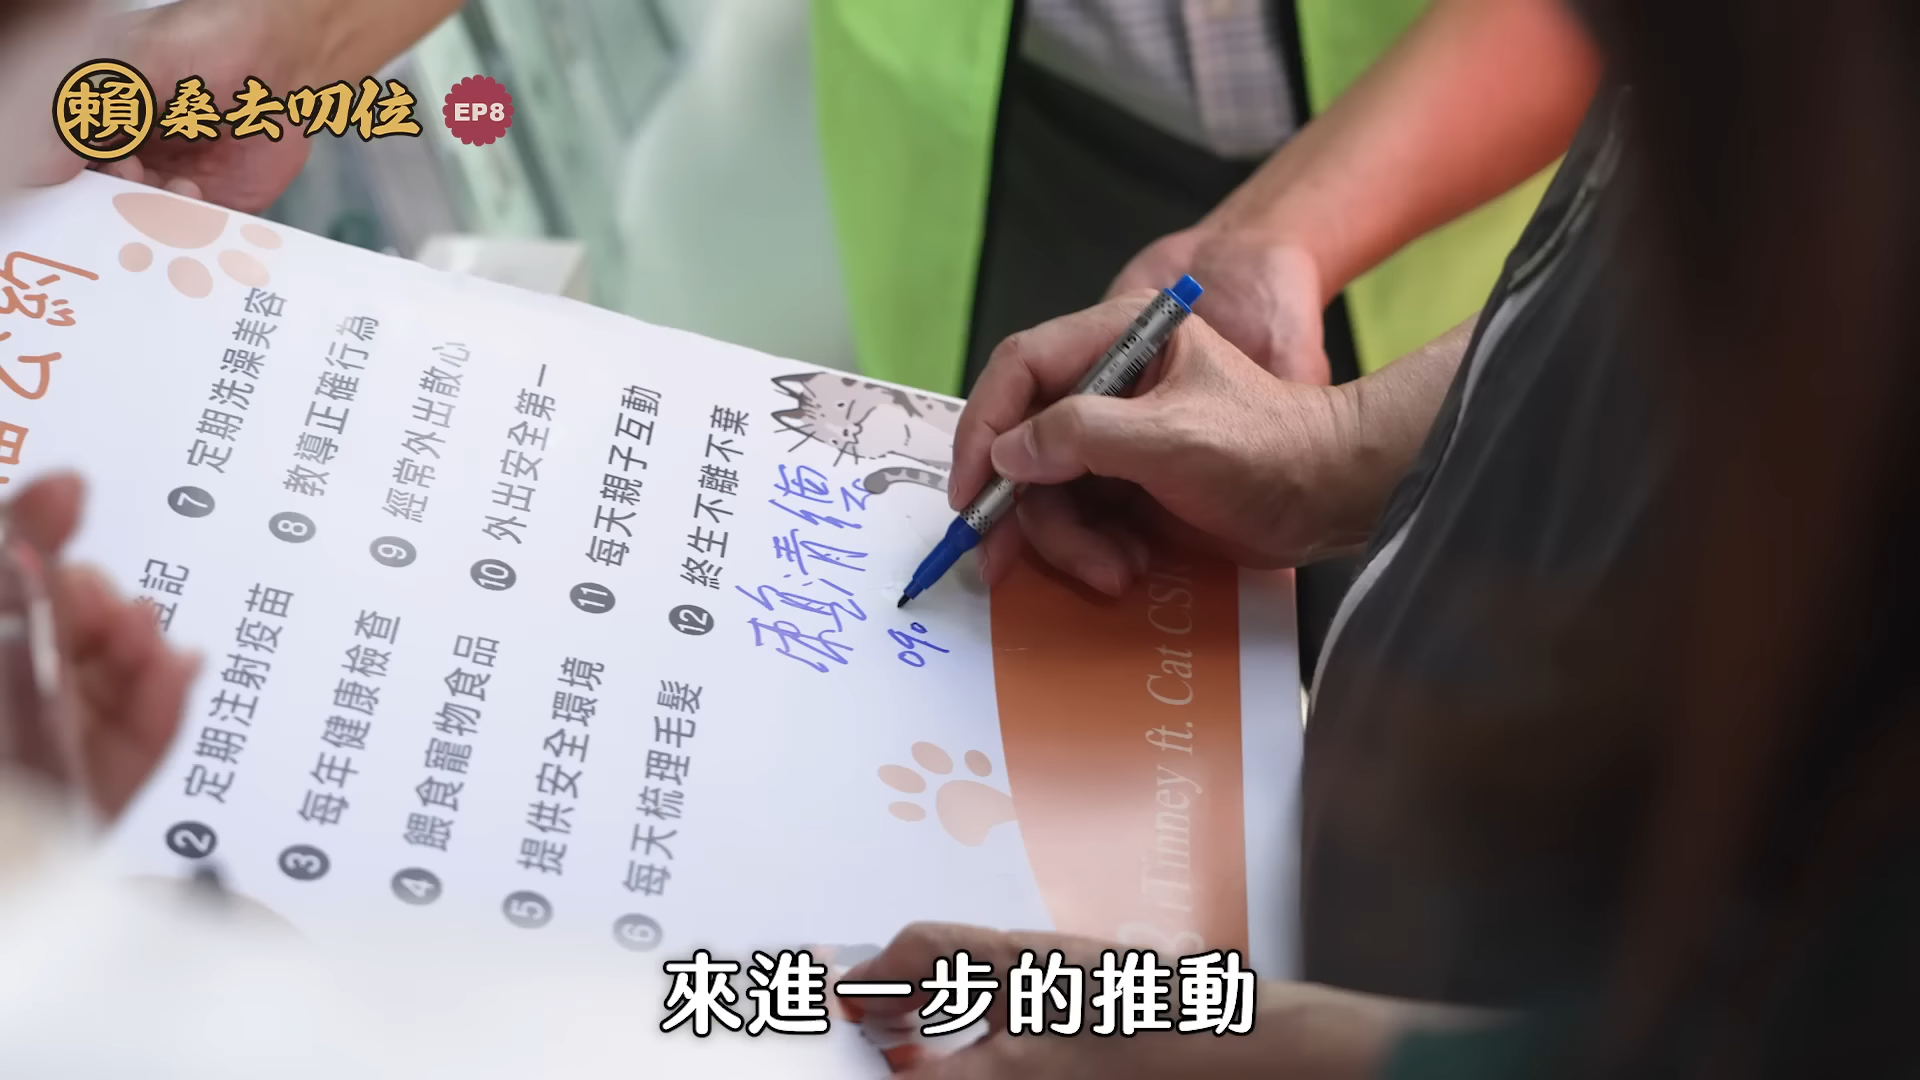 賴桑去叨位 EP8
登記
2 定期注射疫苗
3 每年健康檢查
4 餵食寵物食品
5 提供安全環境
6 每天梳理毛髮
7 定期洗澡美容
8 教導正確行為
9 經常外出散心
10 外出安全第一
11 每天親子互動
12 終生不離不棄
賴清德
09.
Tinney ft. Cat CSR
來進一步的推動